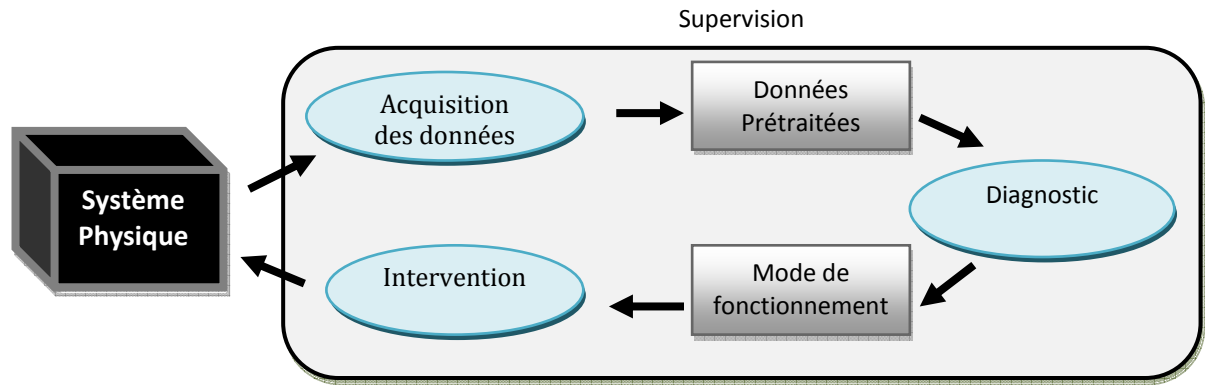 Supervision
Acquisition
des données
Données
Prétraitées
Système
Physique
Diagnostic
Intervention
Mode de
fonctionnement